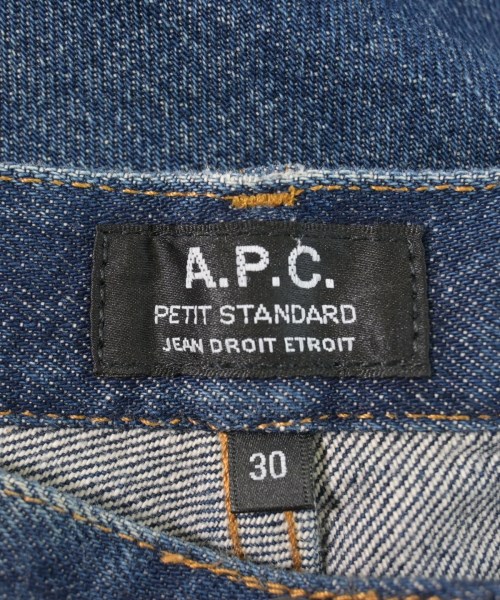 A.P.C.
PETIT STANDARD
JEAN DROIT ETROIT
30